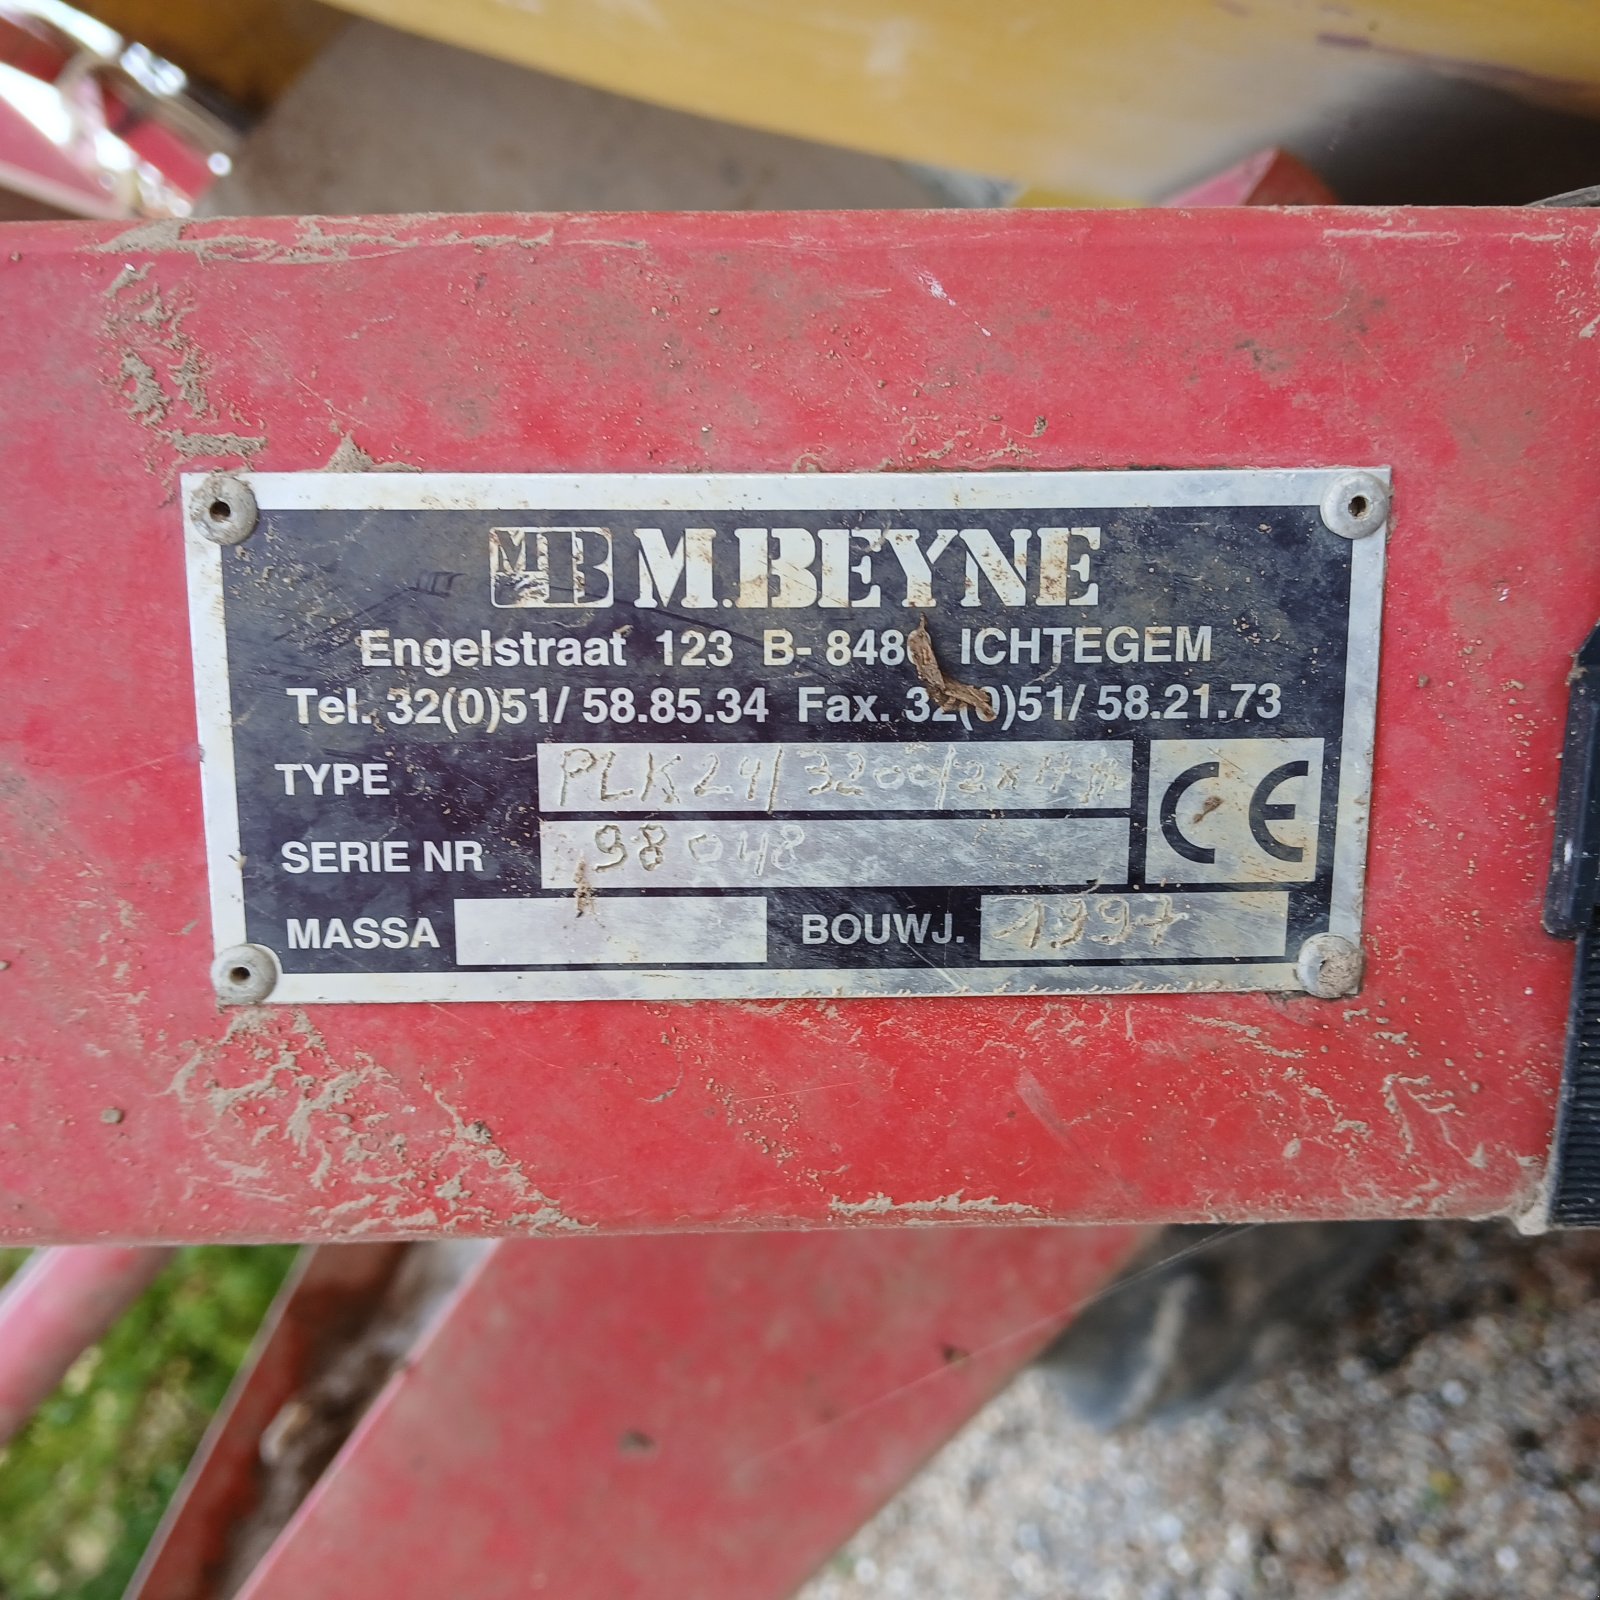 MB M.BEYNE
Engelstraat 123 B- 8480 ICHTEGEM
Tel. 32(0)51/ 58.85.34 Fax. 32(0)51/ 58.21.73
TYPE
SERIE NR 98048
MASSA BOUWJ. 1997
CE